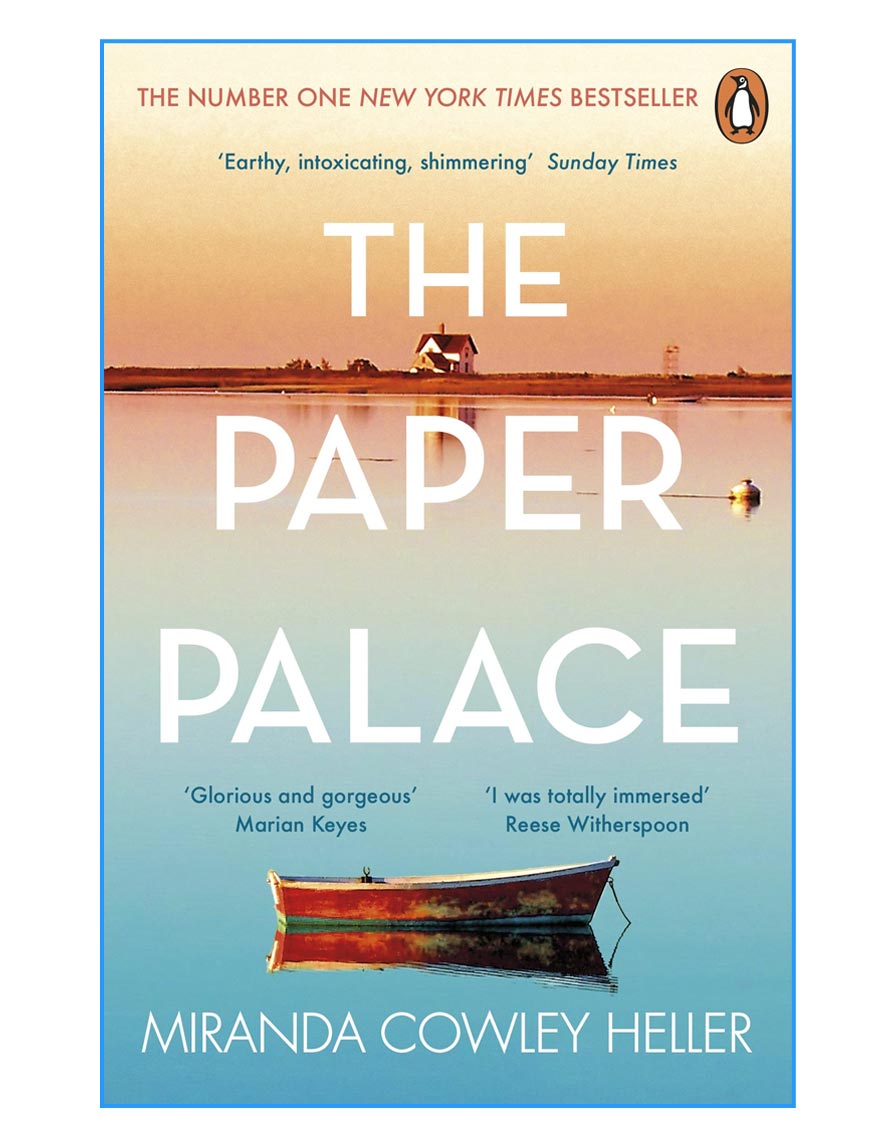 THE NUMBER ONE NEW YORK TIMES BESTSELLER
‘Earthy, intoxicating, shimmering’ Sunday Times
THE
PAPER
PALACE
‘Glorious and gorgeous’
Marian Keyes
‘I was totally immersed’
Reese Witherspoon
MIRANDA COWLEY HELLER